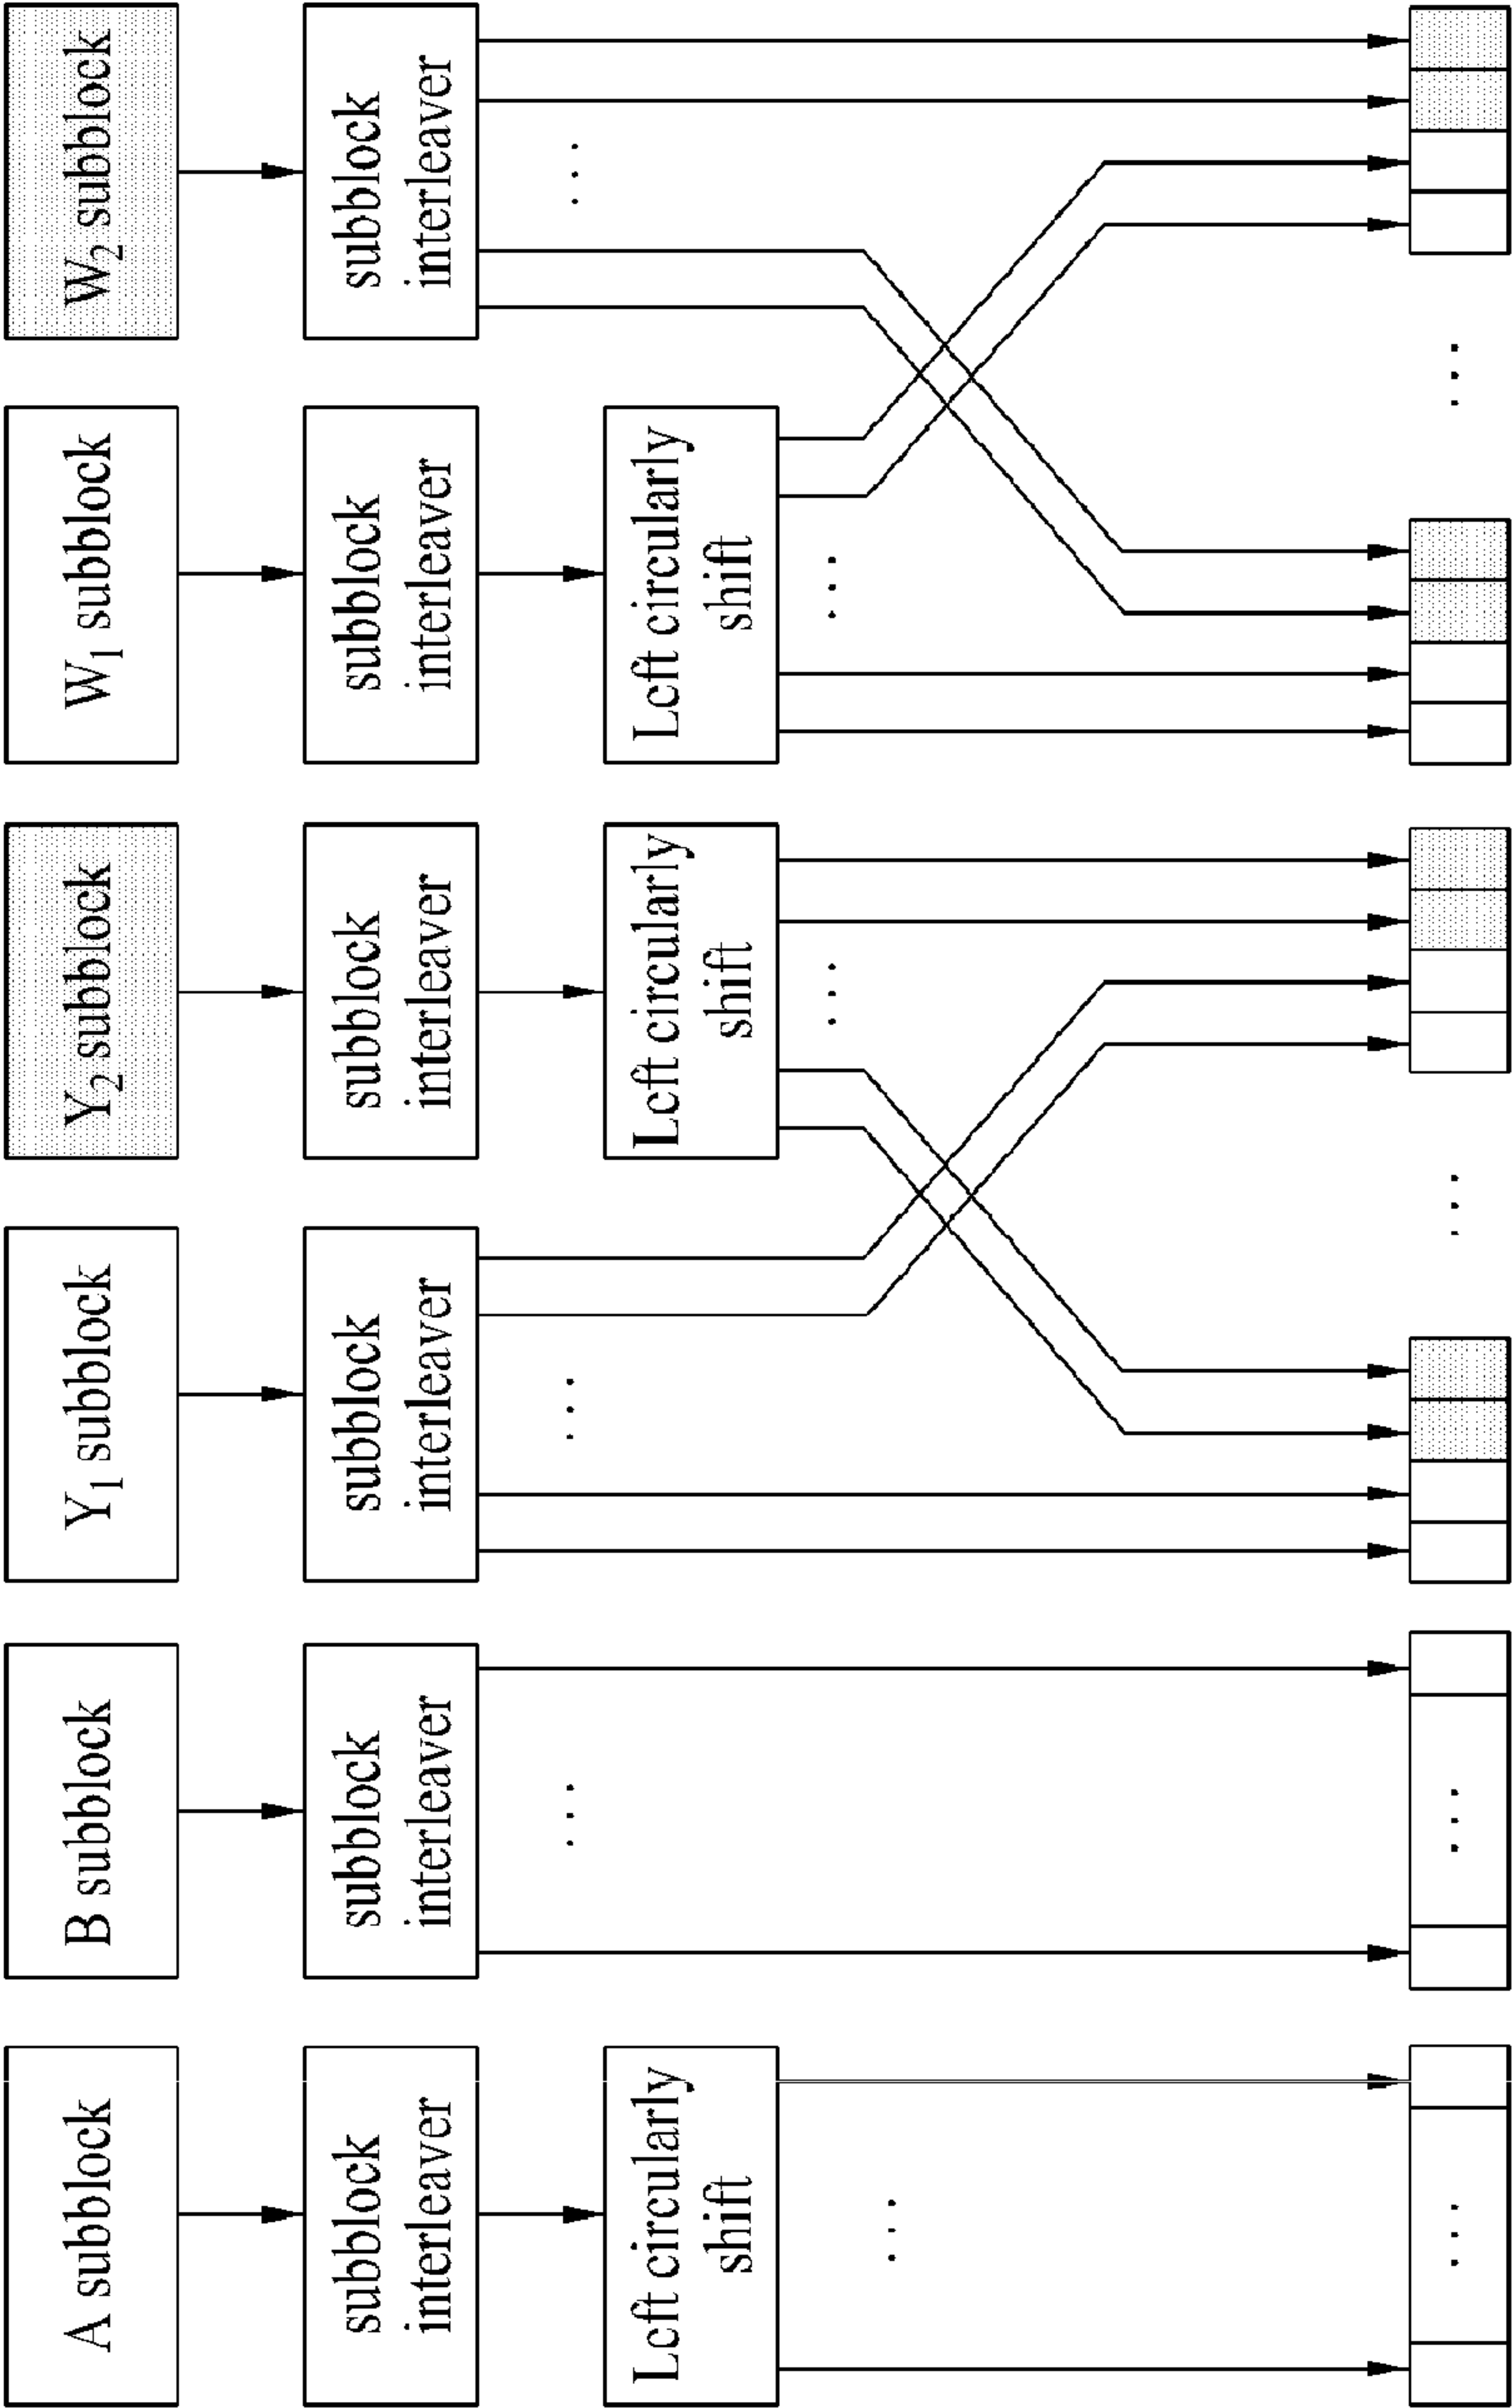 A subblock
B subblock
Y₁ subblock
Y₂ subblock
W₁ subblock
W₂ subblock
subblock
interleaver
subblock
interleaver
subblock
interleaver
subblock
interleaver
subblock
interleaver
subblock
interleaver
Left circularly
shift
Left circularly
shift
Left circularly
shift